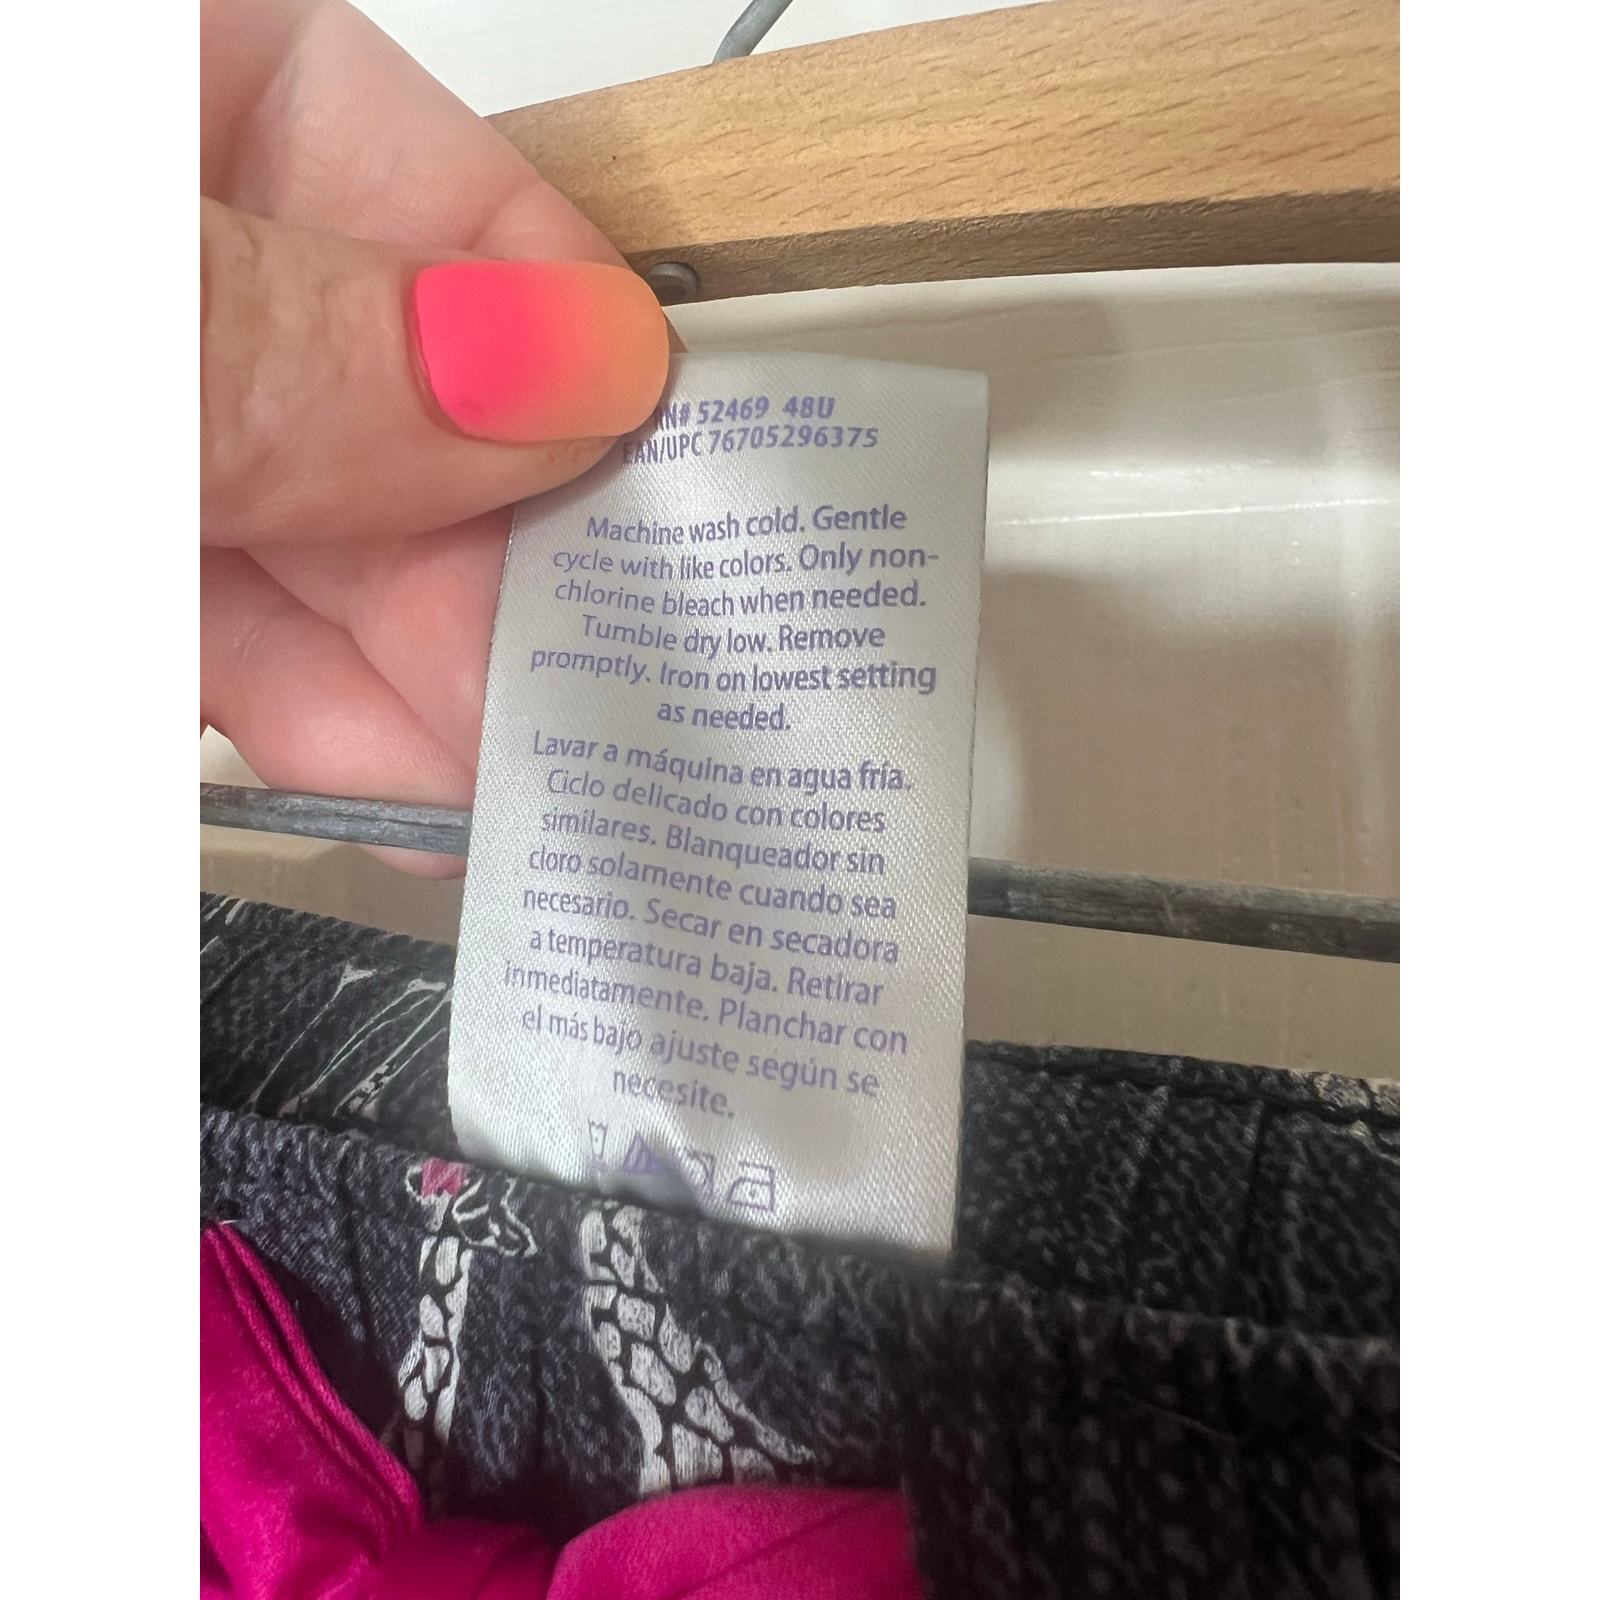 RN# 52469 48U
EAN/UPC 76705296375
Machine wash cold. Gentle
cycle with like colors. Only non-
chlorine bleach when needed.
Tumble dry low. Remove
promptly. Iron on lowest setting
as needed.
Lavar a máquina en agua fría.
Ciclo delicado con colores
similares. Blanqueador sin
cloro solamente cuando sea
necesario. Secar en secadora
a temperatura baja. Retirar
inmediatamente. Planchar con
el más bajo ajuste según se
necesite.